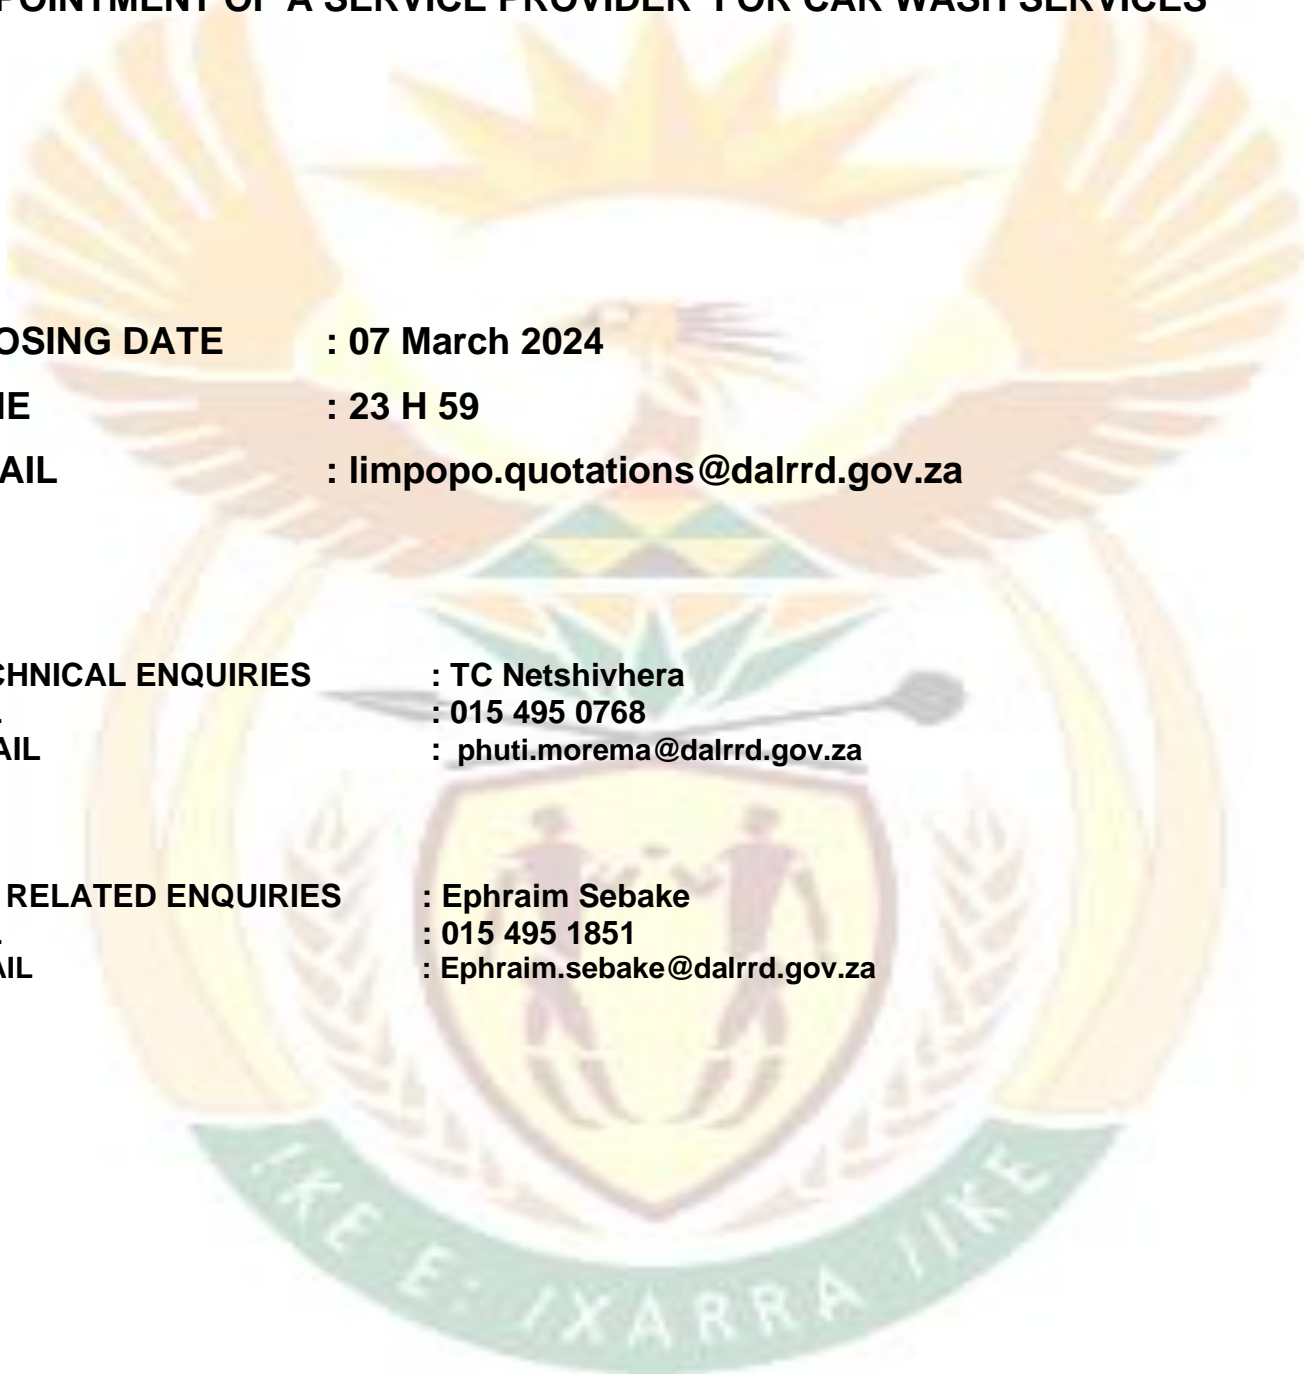 POINTMENT OF A SERVICE PROVIDER FOR CAR WASH SERVICES
OSING DATE : 07 March 2024
IE : 23 H 59
AIL : limpopo.quotations@dalrrd.gov.za
CHNICAL ENQUIRIES : TC Netshivhera
: 015 495 0768
AIL : phuti.morema@dalrrd.gov.za
RELATED ENQUIRIES : Ephraim Sebake
: 015 495 1851
AIL : Ephraim.sebake@dalrrd.gov.za
!KE E: /XARRA //KE